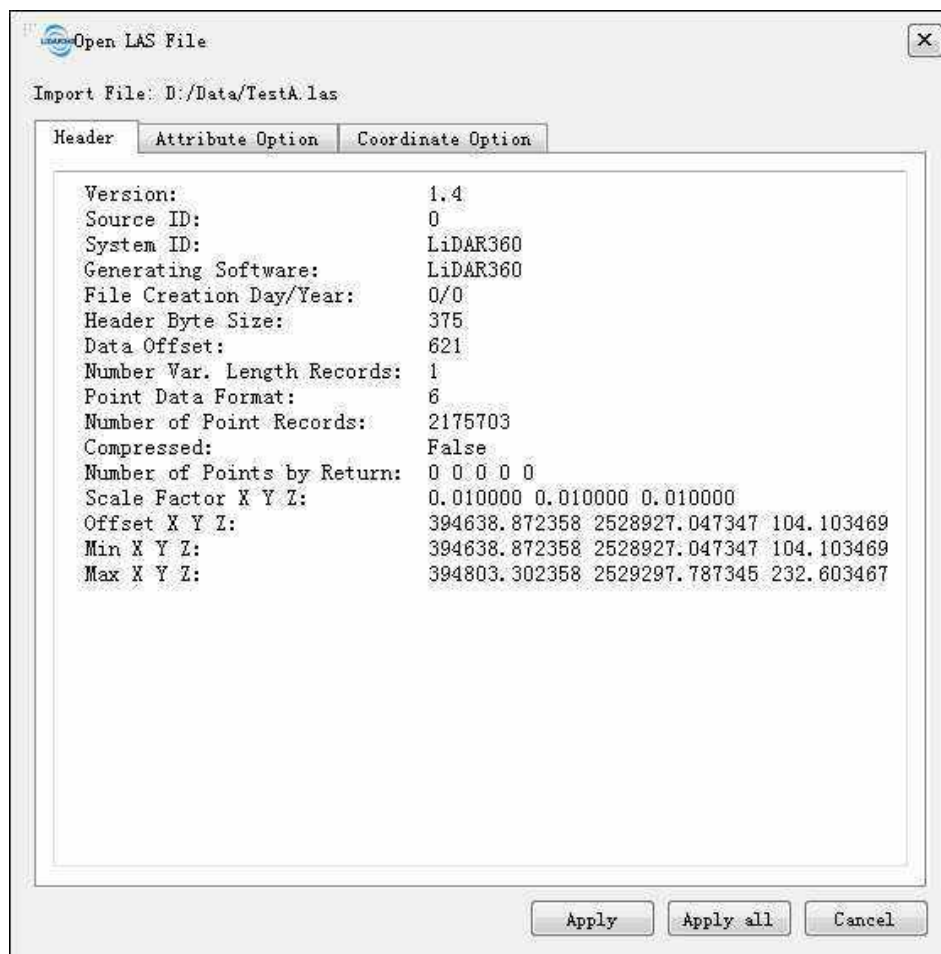 Open LAS File
Import File: D:/Data/TestA.las
Header Attribute Option Coordinate Option
Version: 1.4
Source ID: 0
System ID: LiDAR360
Generating Software: LiDAR360
File Creation Day/Year: 0/0
Header Byte Size: 375
Data Offset: 621
Number Var. Length Records: 1
Point Data Format: 6
Number of Point Records: 2175703
Compressed: False
Number of Points by Return: 0 0 0 0 0
Scale Factor X Y Z: 0.010000 0.010000 0.010000
Offset X Y Z: 394638.872358 2528927.047347 104.103469
Min X Y Z: 394638.872358 2528927.047347 104.103469
Max X Y Z: 394803.302358 2529297.787345 232.603467
Apply Apply all Cancel